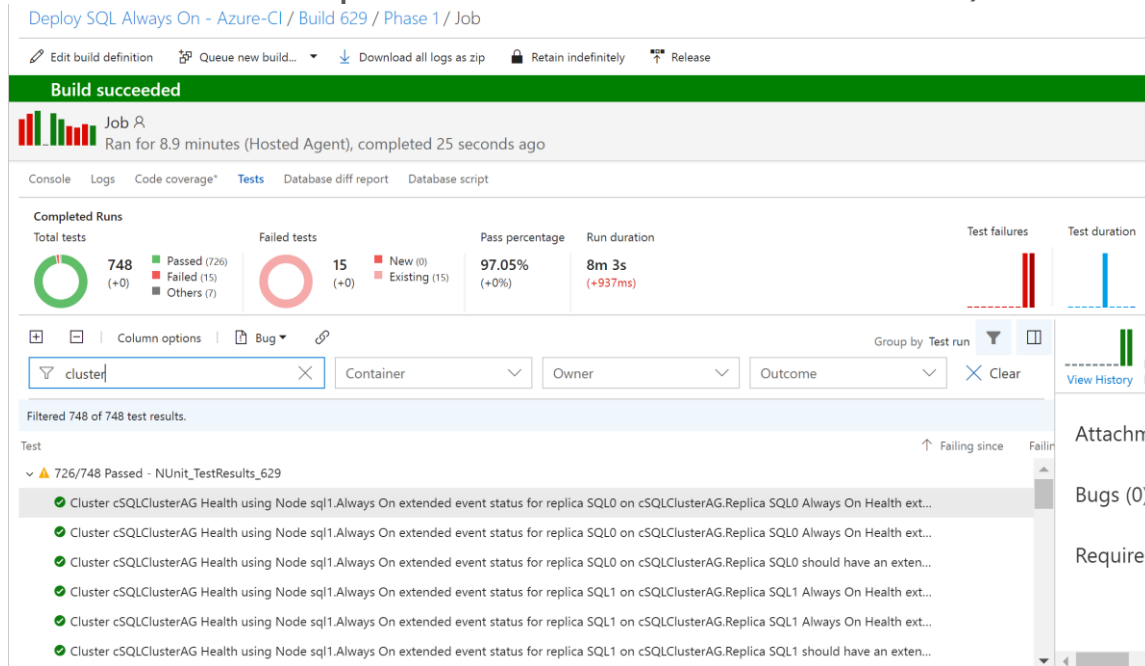 Deploy SQL Always On - Azure-CI / Build 629 / Phase 1 / Job
Edit build definition Queue new build... Download all logs as zip Retain indefinitely Release
Build succeeded
Job
Ran for 8.9 minutes (Hosted Agent), completed 25 seconds ago
Console Logs Code coverage* Tests Database diff report Database script
Completed Runs
Total tests Failed tests Pass percentage Run duration Test failures Test duration
748 Passed (726) 15 New (0) 97.05% 8m 3s
(+0) Failed (15) (+0) Existing (15) (+0%) (+937ms)
Others (7)
Column options Bug Group by Test run
cluster Container Owner Outcome Clear
View History
Filtered 748 of 748 test results.
Test Failing since Failin
Attachm
726/748 Passed - NUnit_TestResults_629
Cluster cSQLClusterAG Health using Node sql1.Always On extended event status for replica SQL0 on cSQLClusterAG.Replica SQL0 Always On Health ext...
Bugs (0)
Cluster cSQLClusterAG Health using Node sql1.Always On extended event status for replica SQL0 on cSQLClusterAG.Replica SQL0 Always On Health ext...
Cluster cSQLClusterAG Health using Node sql1.Always On extended event status for replica SQL0 on cSQLClusterAG.Replica SQL0 should have an exten...
Require
Cluster cSQLClusterAG Health using Node sql1.Always On extended event status for replica SQL1 on cSQLClusterAG.Replica SQL1 Always On Health ext...
Cluster cSQLClusterAG Health using Node sql1.Always On extended event status for replica SQL1 on cSQLClusterAG.Replica SQL1 Always On Health ext...
Cluster cSQLClusterAG Health using Node sql1.Always On extended event status for replica SQL1 on cSQLClusterAG.Replica SQL1 should have an exten...